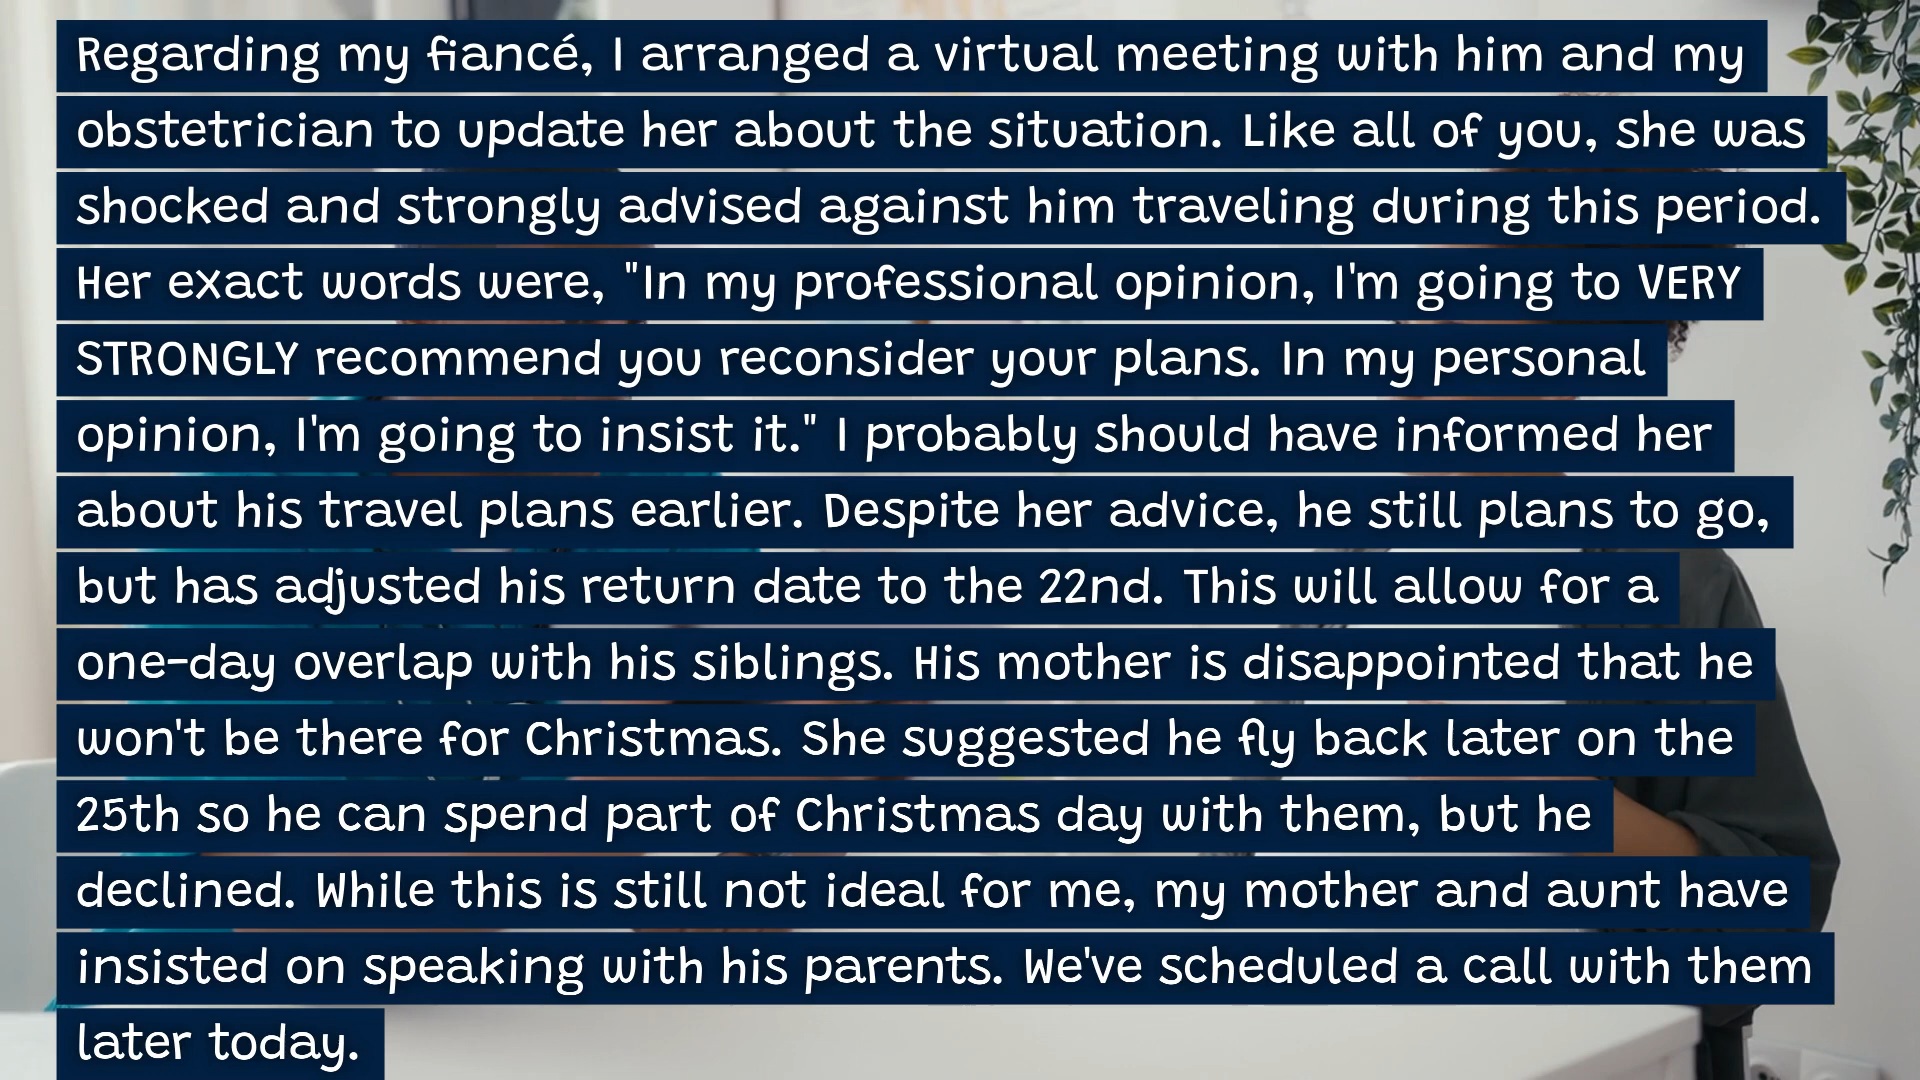 Regarding my fiancé, I arranged a virtual meeting with him and my
obstetrician to update her about the situation. Like all of you, she was
shocked and strongly advised against him traveling during this period.
Her exact words were, "In my professional opinion, I'm going to VERY
STRONGLY recommend you reconsider your plans. In my personal
opinion, I'm going to insist it." I probably should have informed her
about his travel plans earlier. Despite her advice, he still plans to go,
but has adjusted his return date to the 22nd. This will allow for a
one-day overlap with his siblings. His mother is disappointed that he
won't be there for Christmas. She suggested he fly back later on the
25th so he can spend part of Christmas day with them, but he
declined. While this is still not ideal for me, my mother and aunt have
insisted on speaking with his parents. We've scheduled a call with them
later today.